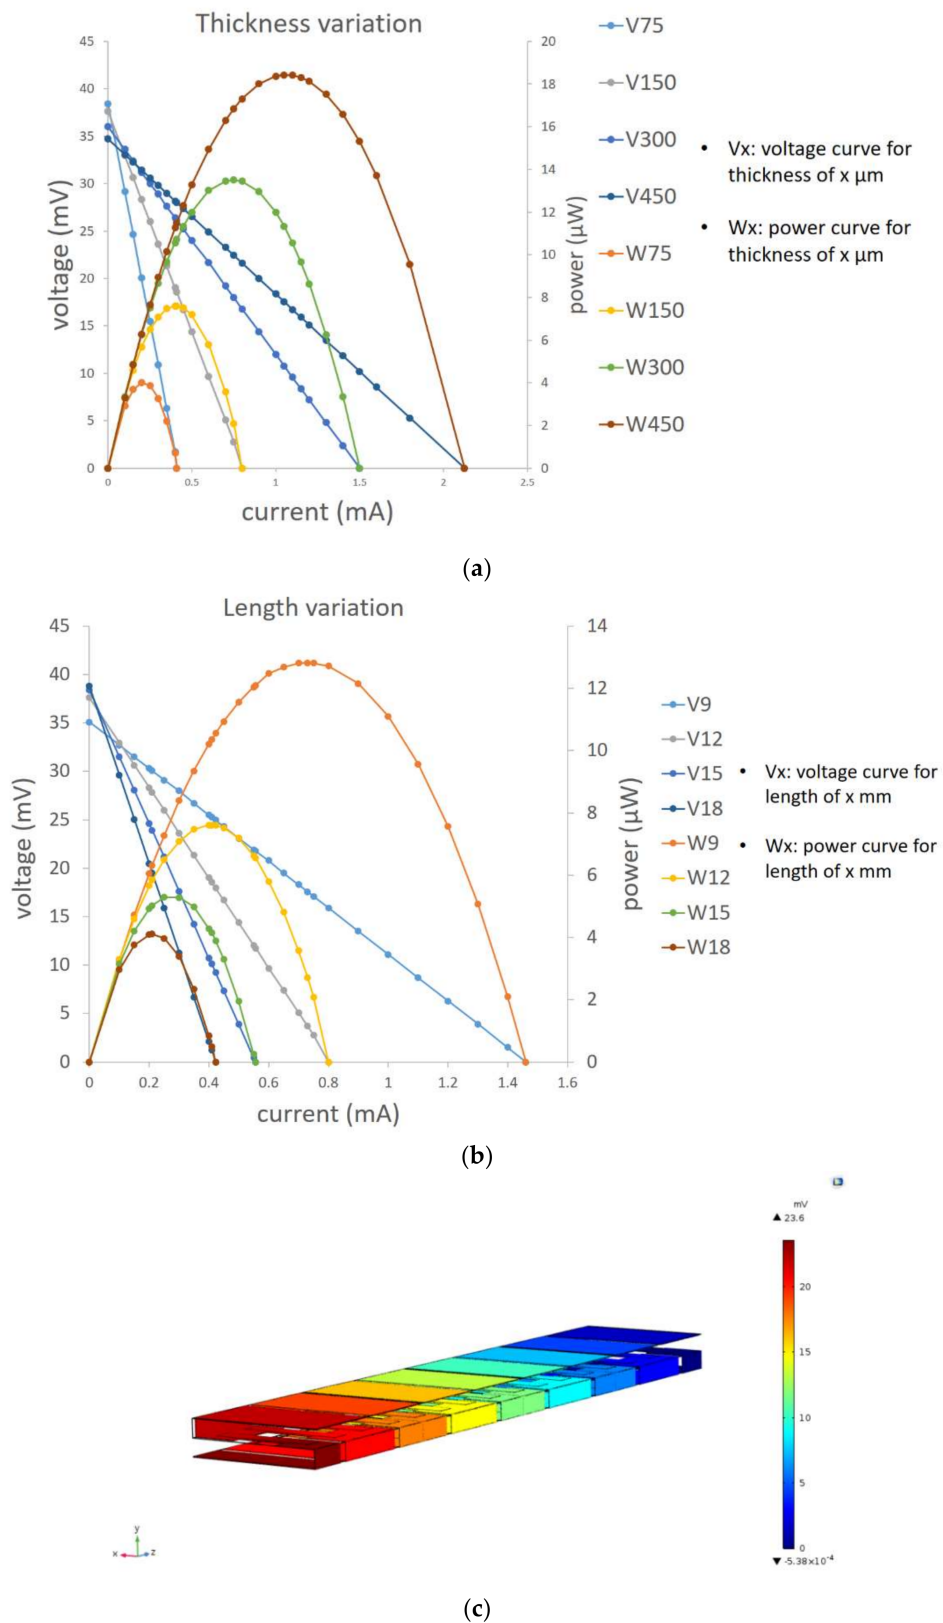 Thickness variation
45
40
35
30
25
20
15
10
5
0
voltage (mV)
20
18
16
14
12
10
8
6
4
2
0
power (µW)
0
0.5
1
1.5
2
2.5
current (mA)
V75
V150
V300
V450
W75
W150
W300
W450
• Vx: voltage curve for
thickness of x µm
• Wx: power curve for
thickness of x µm
(a)
Length variation
45
40
35
30
25
20
15
10
5
0
voltage (mV)
14
12
10
8
6
4
2
0
power (µW)
0
0.2
0.4
0.6
0.8
1
1.2
1.4
1.6
current (mA)
V9
V12
V15
V18
W9
W12
W15
W18
• Vx: voltage curve for
length of x mm
• Wx: power curve for
length of x mm
(b)
mV
▲ 23.6
20
15
10
5
0
▼ -5.38×10⁻⁴
y
x
z
(c)